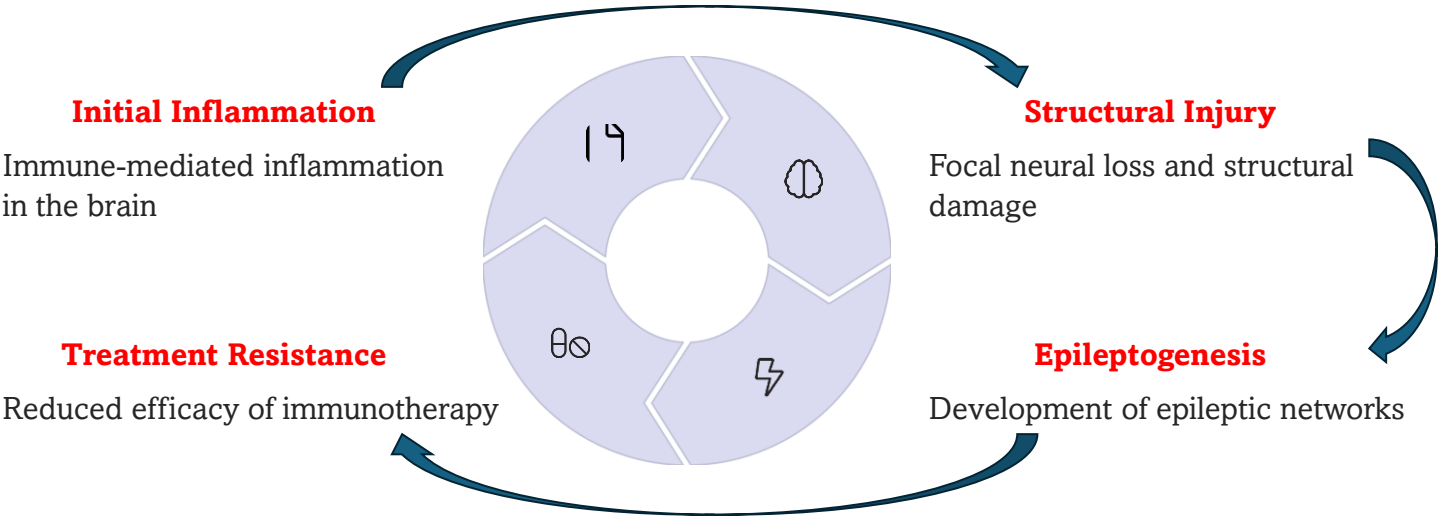 Initial Inflammation
Immune-mediated inflammation
in the brain
Structural Injury
Focal neural loss and structural
damage
Treatment Resistance
Reduced efficacy of immunotherapy
Epileptogenesis
Development of epileptic networks